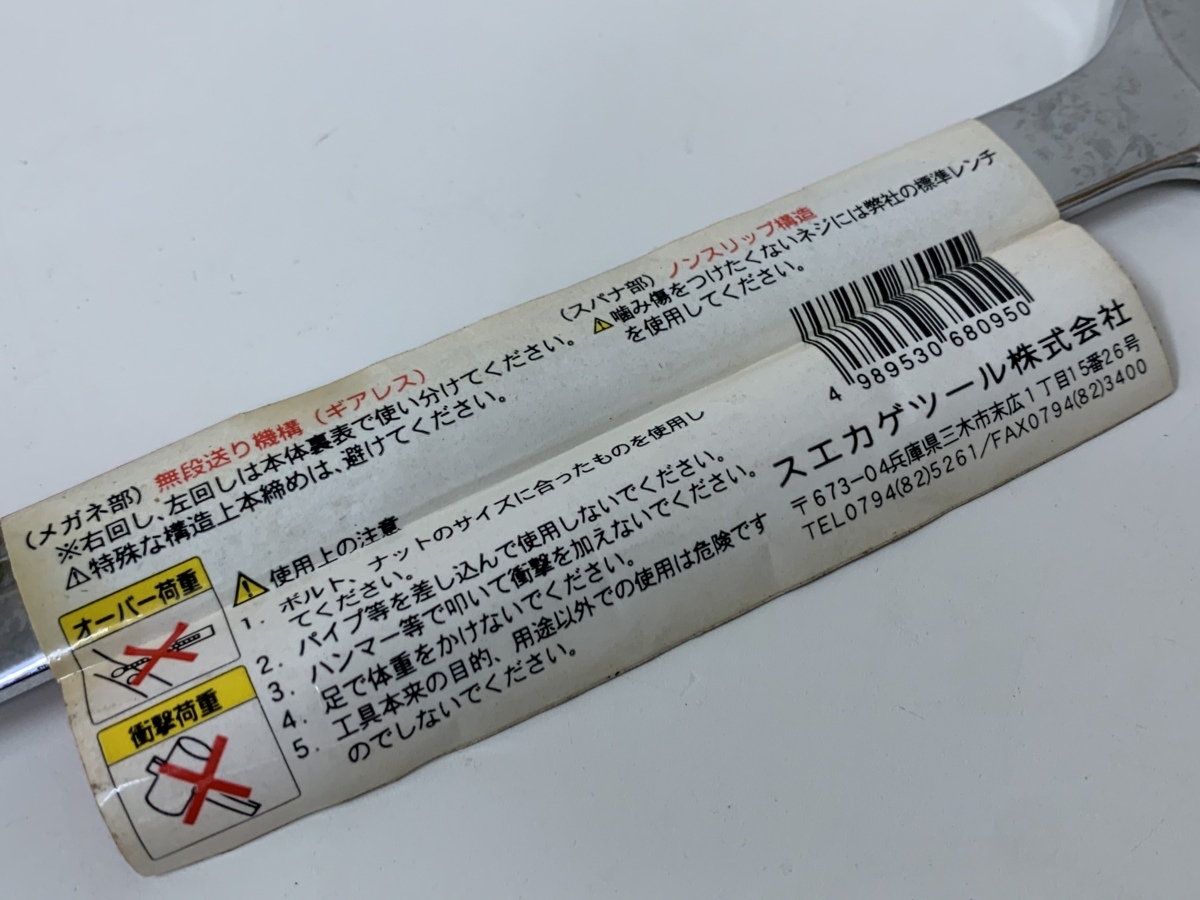 (メガネ部) 無段送り機構 (ギアレス)
※右回し、左回しは本体裏表で使い分けてください。
⚠特殊な構造上本締めは、避けてください。
(スパナ部) ノンスリップ構造
⚠噛み傷をつけたくないネジには弊社の標準レンチ
を使用してください。
オーバー荷重
衝撃荷重
⚠使用上の注意
1. ボルト、ナットのサイズに合ったものを使用し
てください。
2. パイプ等を差し込んで使用しないでください。
3. ハンマー等で叩いて衝撃を加えないでください。
4. 足で体重をかけないでください。
5. 工具本来の目的、用途以外での使用は危険です
のでしないでください。
4 989530 680950
スエカゲツール株式会社
〒673-04兵庫県三木市末広1丁目15番26号
TEL0794(82)5261/FAX0794(82)3400